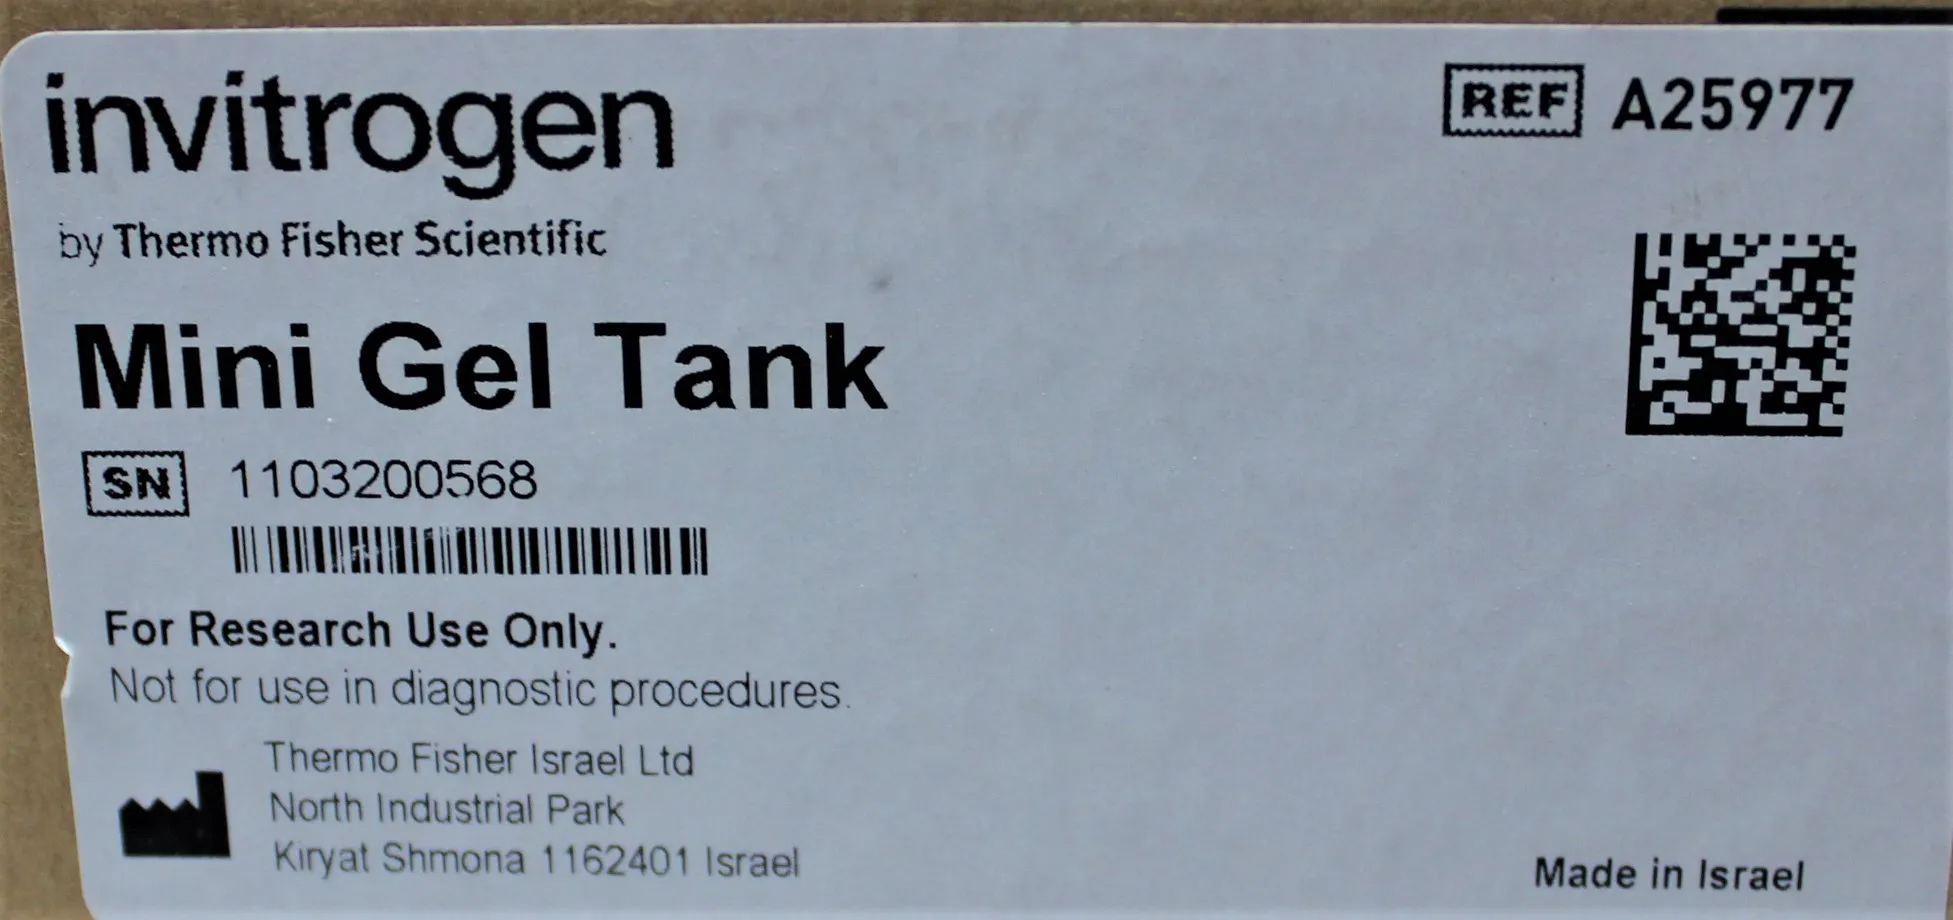 invitrogen
REF A25977
by Thermo Fisher Scientific
Mini Gel Tank
SN 1103200568
For Research Use Only.
Not for use in diagnostic procedures.
Thermo Fisher Israel Ltd
North Industrial Park
Kiryat Shmona 1162401 Israel
Made in Israel